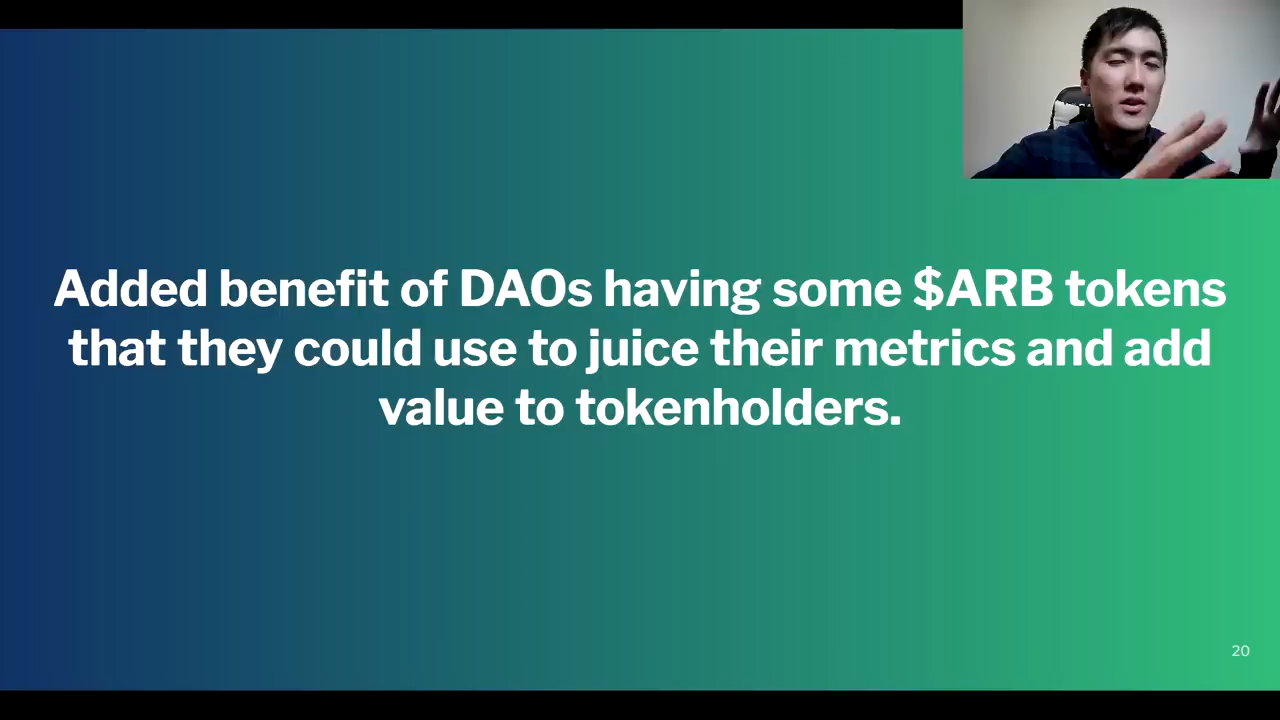 Added benefit of DAOs having some $ARB tokens
that they could use to juice their metrics and add
value to tokenholders.
20